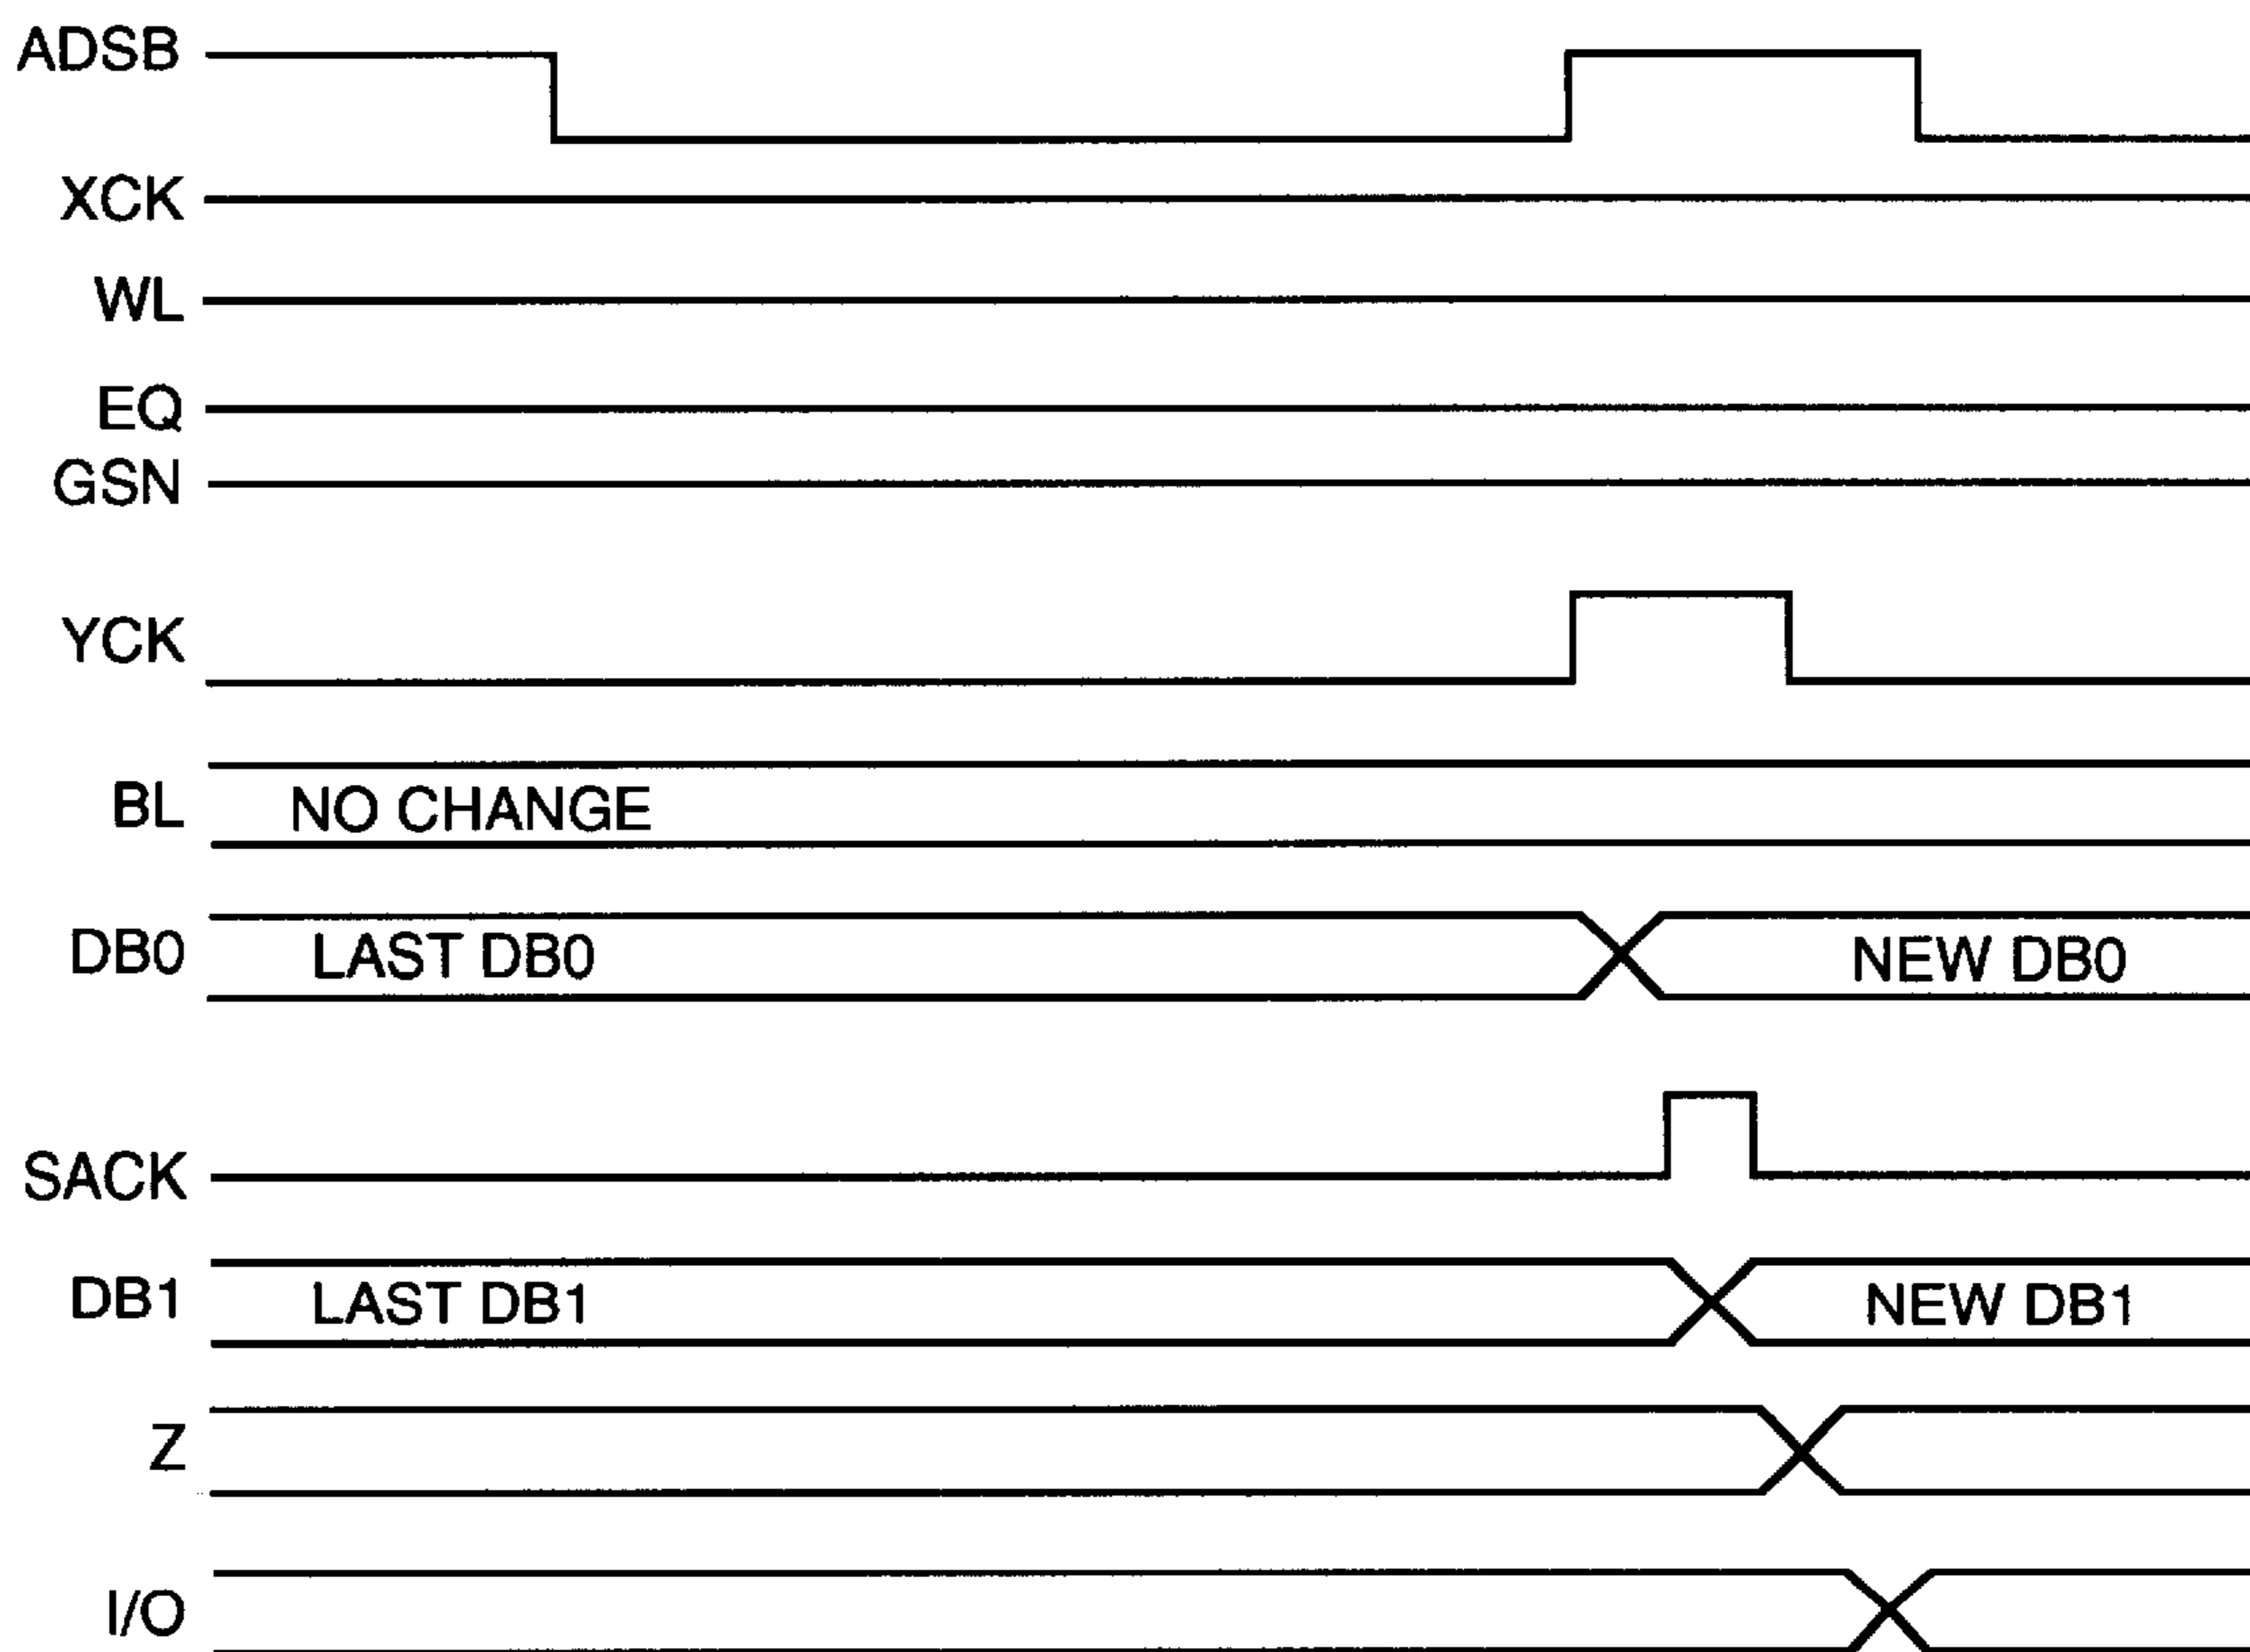 ADSB
XCK
WL
EQ
GSN
YCK
BL NO CHANGE
DB0 LAST DB0 NEW DB0
SACK
DB1 LAST DB1 NEW DB1
Z
I/O